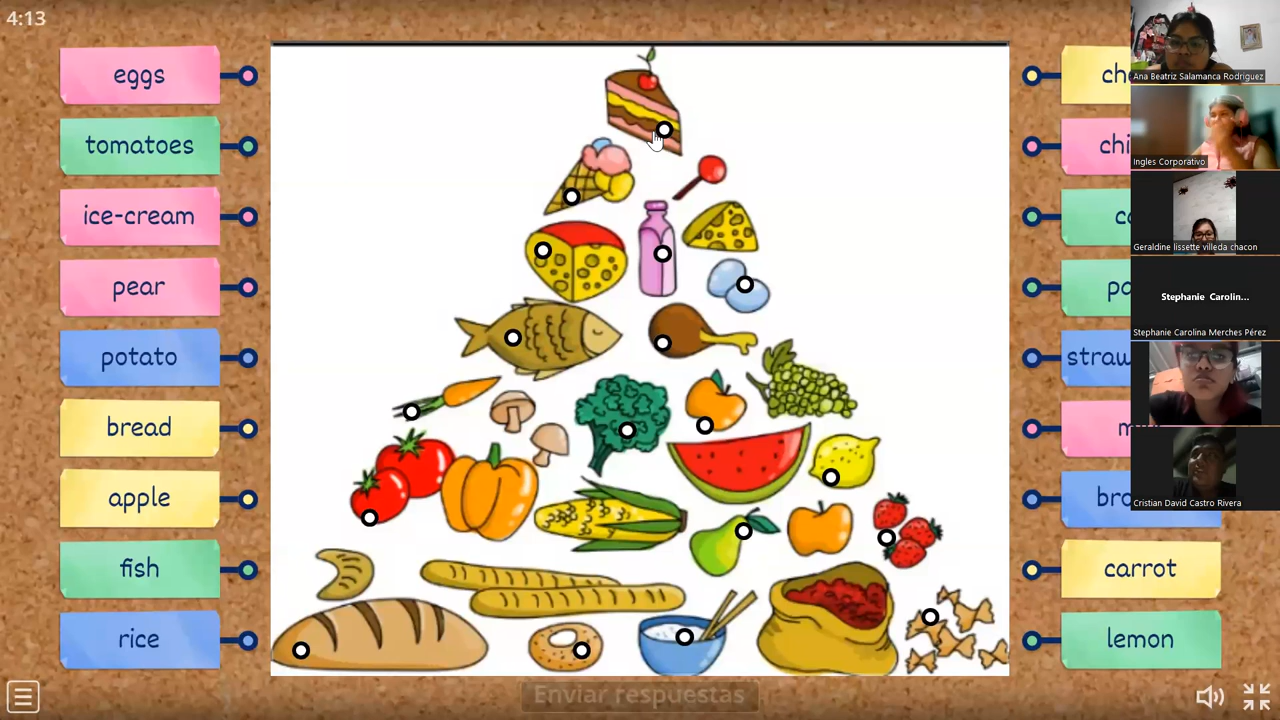 4:13
eggs
tomatoes
ice-cream
pear
potato
bread
apple
fish
rice
carrot
lemon
Enviar respuestas
Ana Beatriz Salamanca Rodriguez
Ingles Corporativo
Geraldine lissette villeda chacon
Stephanie Carolin...
Stephanie Carolina Merches Pérez
Cristian David Castro Rivera